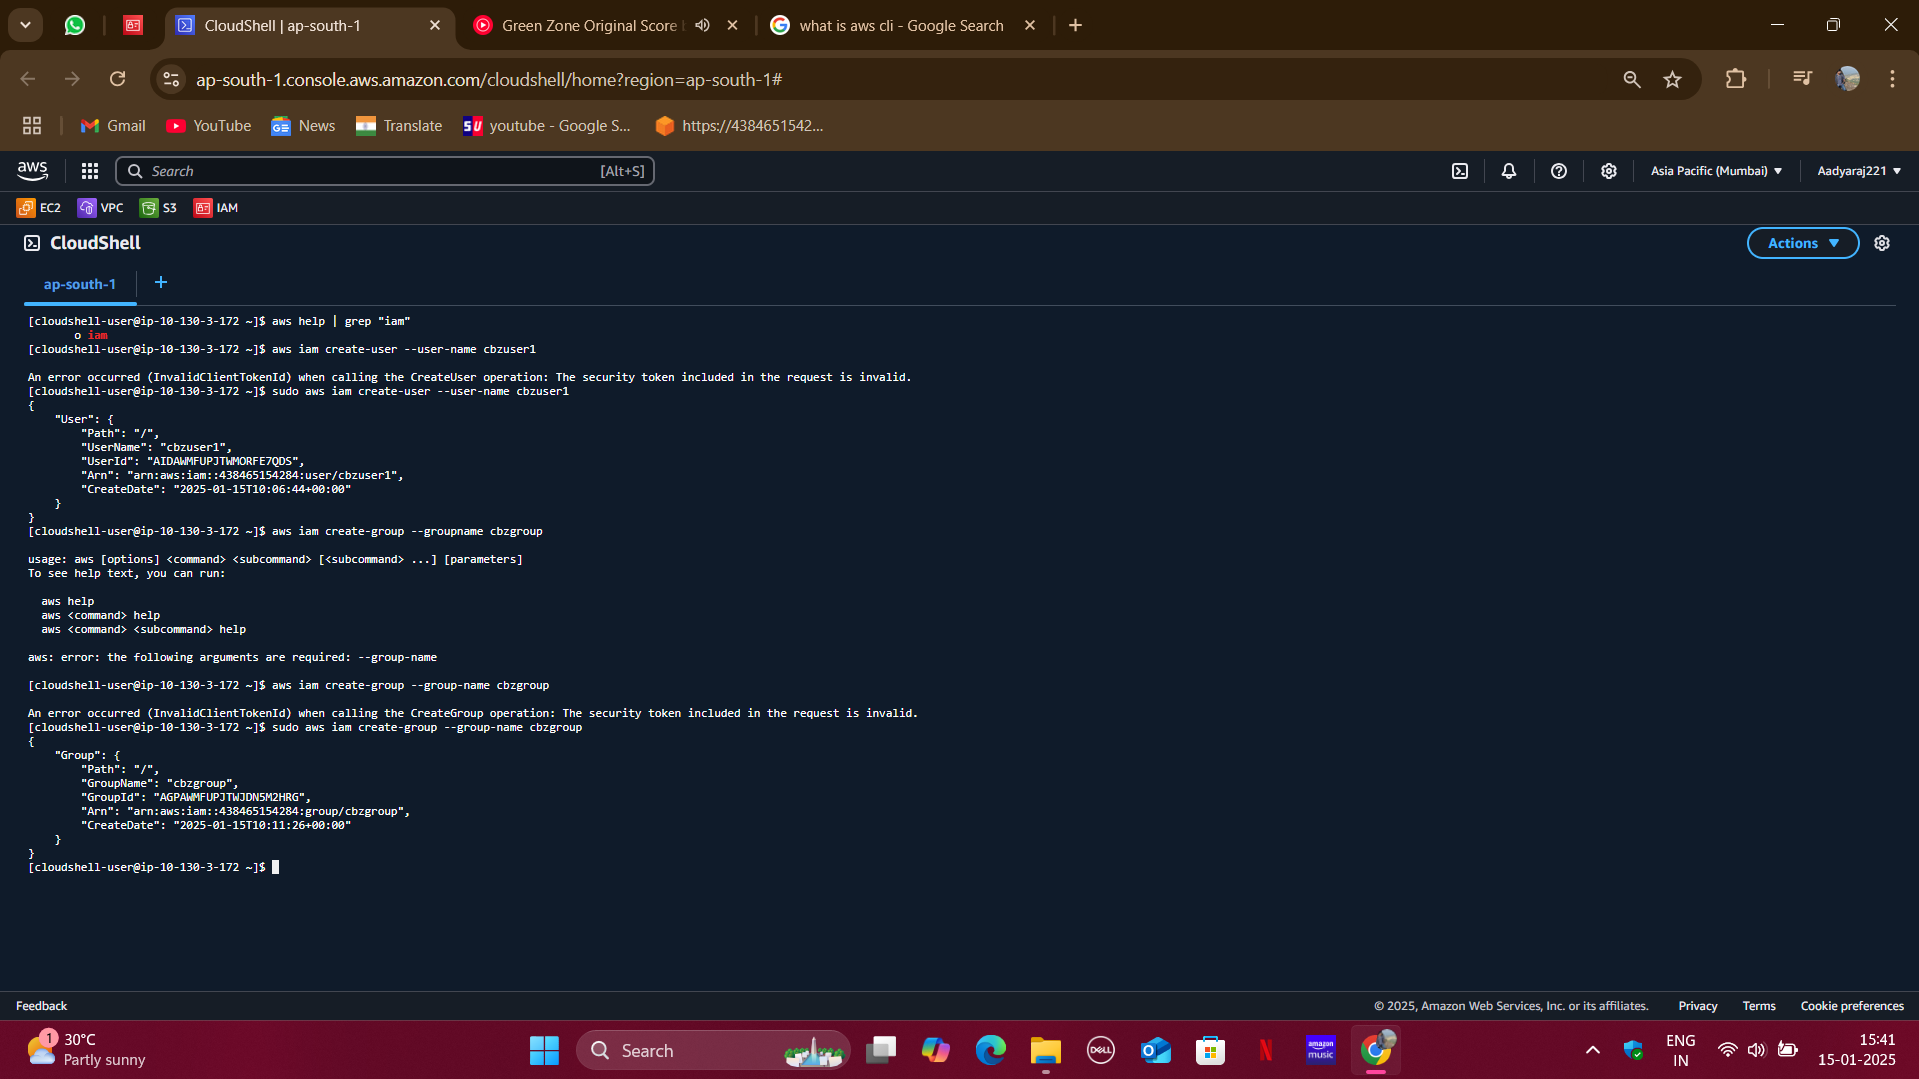 CloudShell | ap-south-1
Green Zone Original Score
what is aws cli - Google Search
ap-south-1.console.aws.amazon.com/cloudshell/home?region=ap-south-1#
Gmail
YouTube
News
Translate
SU
youtube - Google S...
https://4384651542...
aws
Search
[Alt+S]
Asia Pacific (Mumbai)
Aadyaraj221
EC2
VPC
S3
IAM
CloudShell
Actions
ap-south-1
[cloudshell-user@ip-10-130-3-172 ~]$ aws help | grep "iam"
o iam
[cloudshell-user@ip-10-130-3-172 ~]$ aws iam create-user --user-name cbzuser1
An error occurred (InvalidClientTokenId) when calling the CreateUser operation: The security token included in the request is invalid.
[cloudshell-user@ip-10-130-3-172 ~]$ sudo aws iam create-user --user-name cbzuser1
{
"User": {
"Path": "/",
"UserName": "cbzuser1",
"UserId": "AIDAWMFUPJTWMORFE7QDS",
"Arn": "arn:aws:iam::438465154284:user/cbzuser1",
"CreateDate": "2025-01-15T10:06:44+00:00"
}
}
[cloudshell-user@ip-10-130-3-172 ~]$ aws iam create-group --groupname cbzgroup
usage: aws [options] <command> <subcommand> [<subcommand> ...] [parameters]
To see help text, you can run:
aws help
aws <command> help
aws <command> <subcommand> help
aws: error: the following arguments are required: --group-name
[cloudshell-user@ip-10-130-3-172 ~]$ aws iam create-group --group-name cbzgroup
An error occurred (InvalidClientTokenId) when calling the CreateGroup operation: The security token included in the request is invalid.
[cloudshell-user@ip-10-130-3-172 ~]$ sudo aws iam create-group --group-name cbzgroup
{
"Group": {
"Path": "/",
"GroupName": "cbzgroup",
"GroupId": "AGPAWMFUPJTWJDN5M2HRG",
"Arn": "arn:aws:iam::438465154284:group/cbzgroup",
"CreateDate": "2025-01-15T10:11:26+00:00"
}
}
[cloudshell-user@ip-10-130-3-172 ~]$
Feedback
© 2025, Amazon Web Services, Inc. or its affiliates.
Privacy
Terms
Cookie preferences
1
30°C
Partly sunny
Search
DELL
amazon music
ENG
IN
15:41
15-01-2025